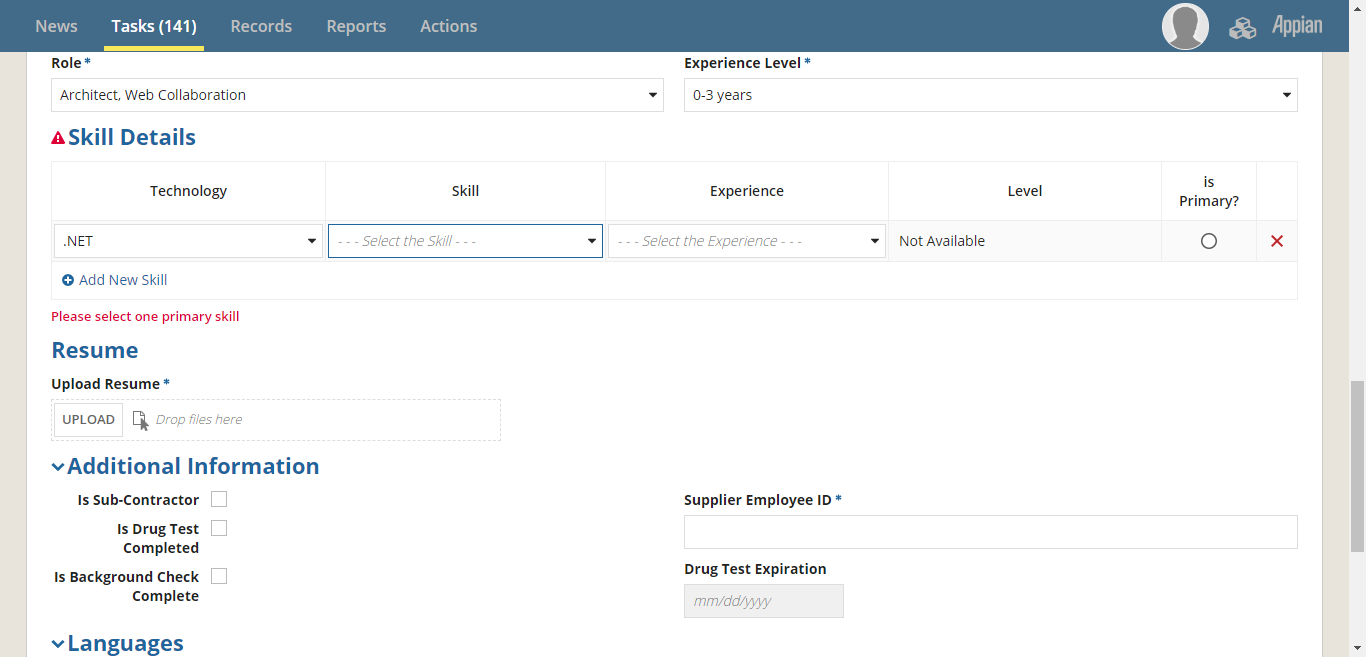 News Tasks (141) Records Reports Actions Appian
Role * Experience Level *
Architect, Web Collaboration 0-3 years
Skill Details
Technology Skill Experience Level is Primary?
.NET - - - Select the Skill - - - - - - Select the Experience - - - Not Available
Add New Skill
Please select one primary skill
Resume
Upload Resume *
UPLOAD Drop files here
Additional Information
Is Sub-Contractor
Is Drug Test
Completed
Is Background Check
Complete
Supplier Employee ID *
Drug Test Expiration
mm/dd/yyyy
Languages